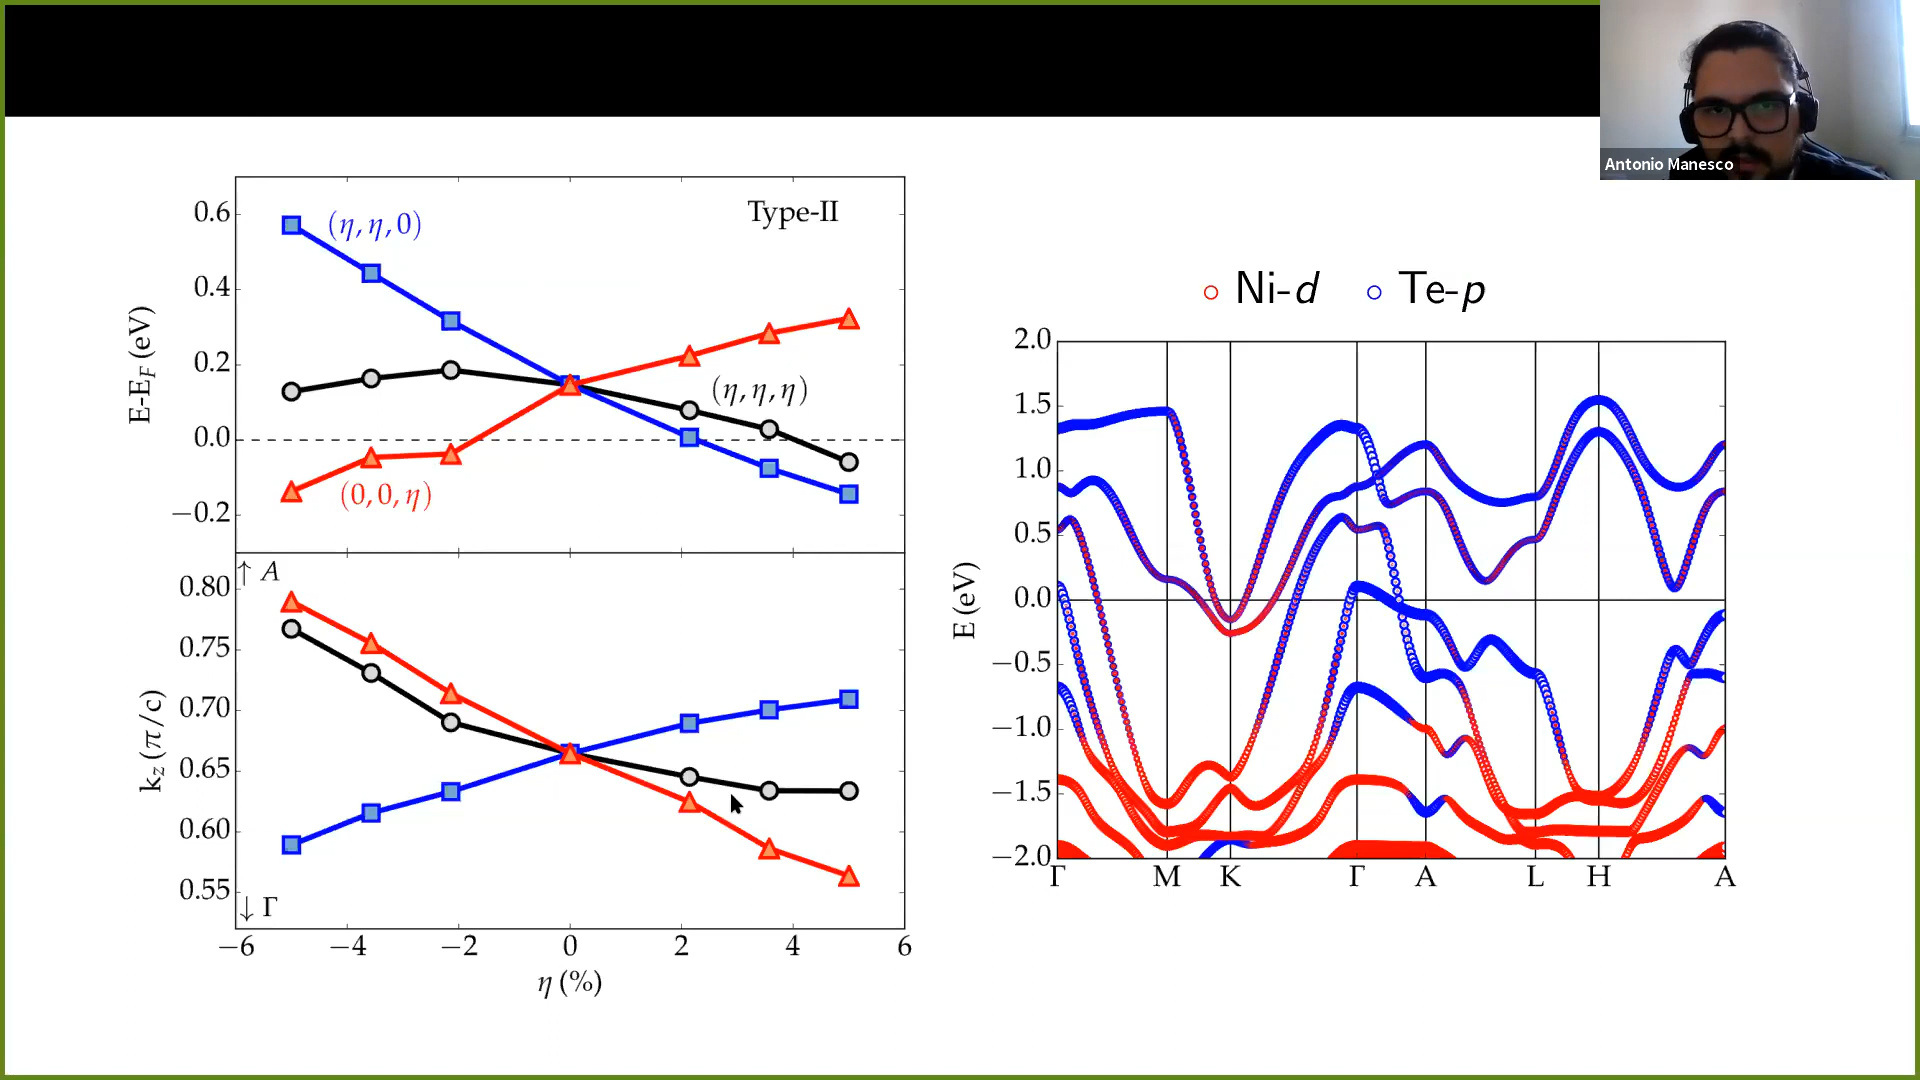 Antonio Manesco
Type-II
(η, η, 0)
(η, η, η)
(0, 0, η)
E-E_F (eV)
0.6
0.4
0.2
0.0
−0.2
↑ A
0.80
0.75
0.70
0.65
0.60
0.55
↓ Γ
k_z (π/c)
−6 −4 −2 0 2 4 6
η (%)
Ni-d Te-p
E (eV)
2.0
1.5
1.0
0.5
0.0
−0.5
−1.0
−1.5
−2.0
Γ M K Γ A L H A